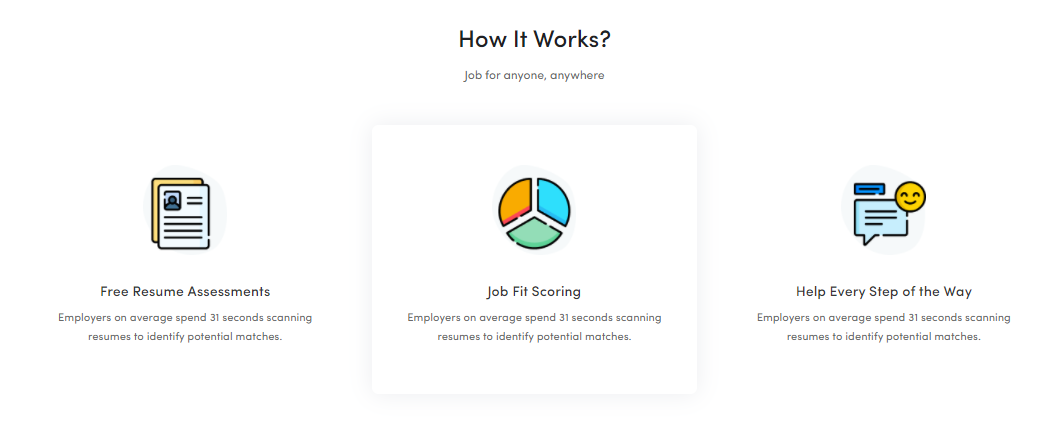 How It Works?
Job for anyone, anywhere
Free Resume Assessments
Employers on average spend 31 seconds scanning
resumes to identify potential matches.
Job Fit Scoring
Employers on average spend 31 seconds scanning
resumes to identify potential matches.
Help Every Step of the Way
Employers on average spend 31 seconds scanning
resumes to identify potential matches.